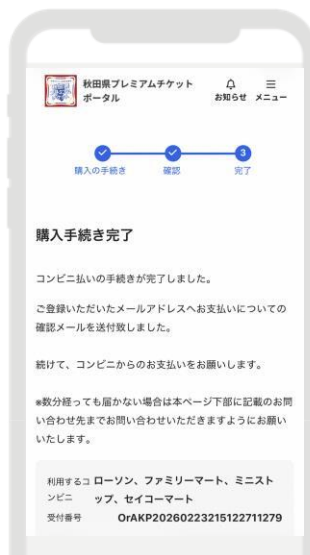 秋田県プレミアムチケット
ポータル
お知らせ メニュー
3
購入の手続き 確認 完了
購入手続き完了
コンビニ払いの手続きが完了しました。
ご登録いただいたメールアドレスへお支払いについての
確認メールを送付致しました。
続けて、コンビニからのお支払いをお願いします。
※数分経っても届かない場合は本ページ下部に記載のお問
い合わせ先までお問い合わせいただきますようにお願い
いたします。
利用するコ ローソン、ファミリーマート、ミニスト
ンビニ ップ、セイコーマート
受付番号 OrAKP20260223215122711279